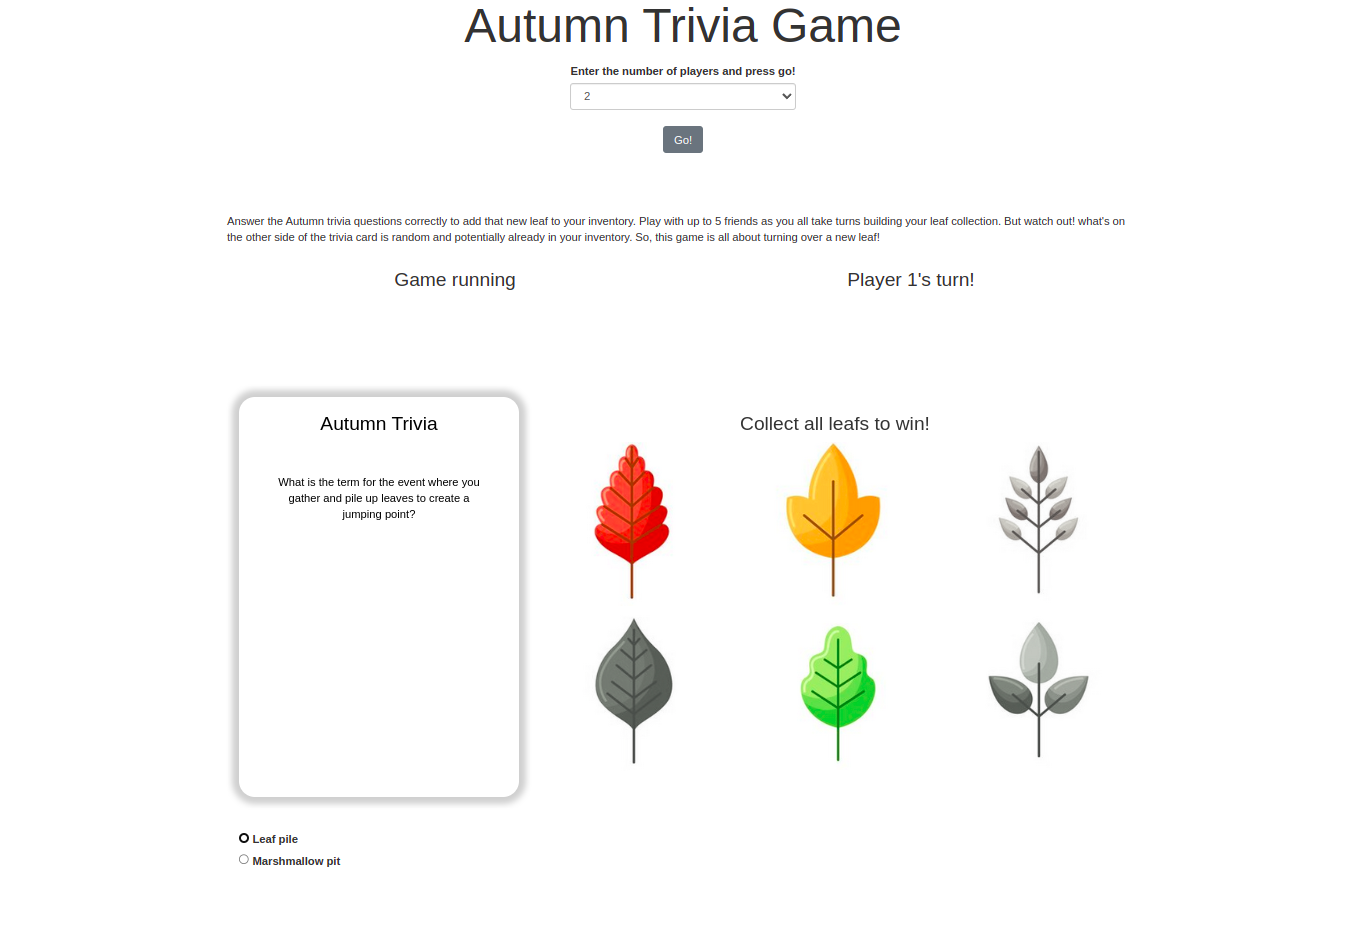 Autumn Trivia Game
Enter the number of players and press go!
2
Go!
Answer the Autumn trivia questions correctly to add that new leaf to your inventory. Play with up to 5 friends as you all take turns building your leaf collection. But watch out! what's on
the other side of the trivia card is random and potentially already in your inventory. So, this game is all about turning over a new leaf!
Game running
Player 1's turn!
Autumn Trivia
What is the term for the event where you
gather and pile up leaves to create a
jumping point?
Collect all leafs to win!
Leaf pile
Marshmallow pit